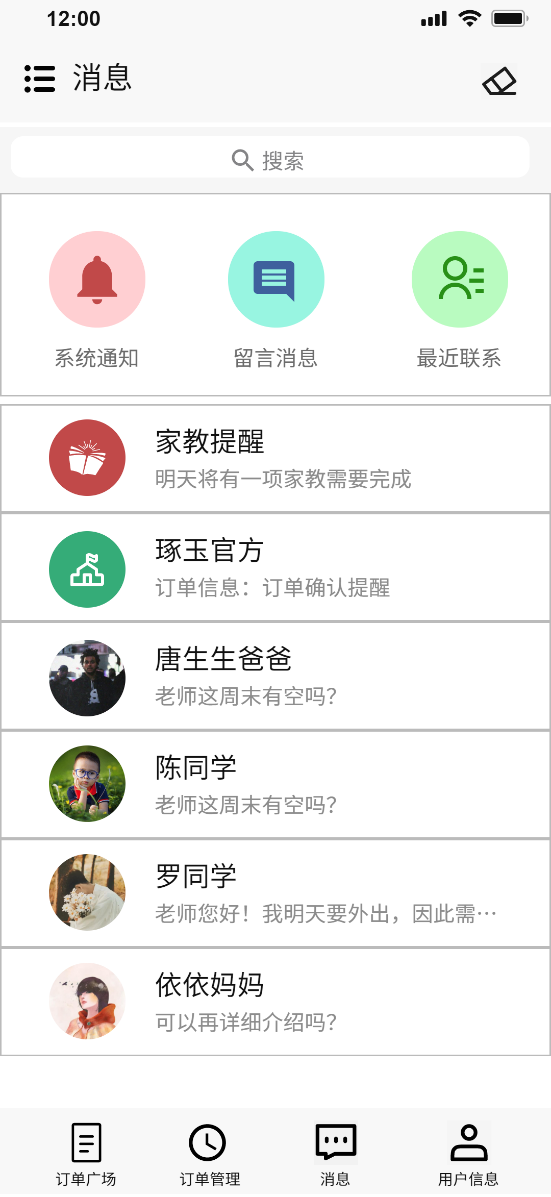 12:00
消息
搜索
系统通知
留言消息
最近联系
家教提醒
明天将有一项家教需要完成
琢玉官方
订单信息：订单确认提醒
唐生生爸爸
老师这周末有空吗？
陈同学
老师这周末有空吗？
罗同学
老师您好！我明天要外出，因此需…
依依妈妈
可以再详细介绍吗？
订单广场
订单管理
消息
用户信息